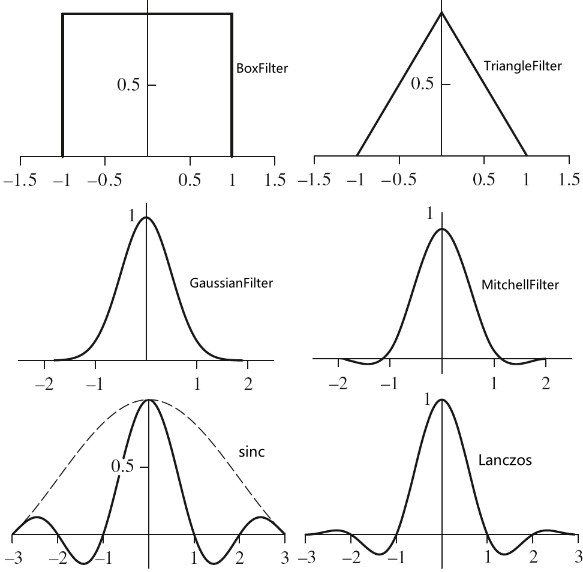 0.5
BoxFilter
−1.5 −1 −0.5 0.5 1 1.5
0.5
TriangleFilter
−1.5 −1 −0.5 0.5 1 1.5
1
GaussianFilter
−2 −1 1 2
1
MitchellFilter
−2 −1 1 2
0.5
sinc
−3 −2 −1 1 2 3
1
Lanczos
−3 −2 −1 1 2 3